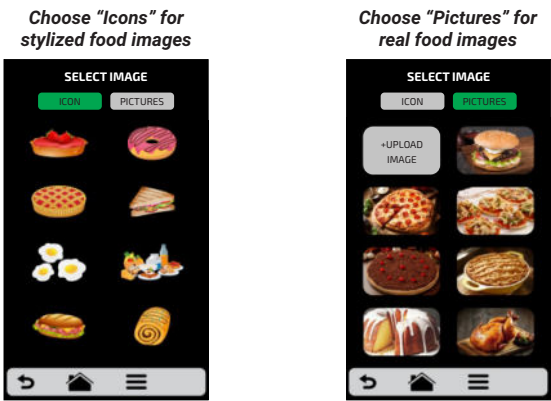 Choose “Icons” for
stylized food images
SELECT IMAGE
ICON
PICTURES
Choose “Pictures” for
real food images
SELECT IMAGE
ICON
PICTURES
+UPLOAD
IMAGE